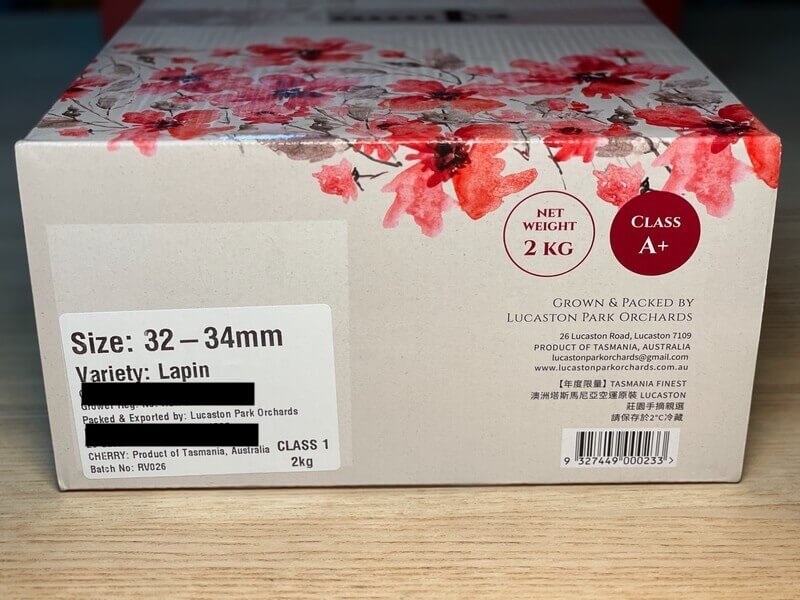 Size: 32 – 34mm
Variety: Lapin
Packed & Exported by: Lucaston Park Orchards
CHERRY: Product of Tasmania, Australia
Batch No: RV026
CLASS 1
2kg
NET
WEIGHT
2 KG
CLASS
A+
GROWN & PACKED BY
LUCASTON PARK ORCHARDS
26 Lucaston Road, Lucaston 7109
PRODUCT OF TASMANIA, AUSTRALIA
lucastonparkorchards@gmail.com
www.lucastonparkorchards.com.au
【年度限量】TASMANIA FINEST
澳洲塔斯馬尼亞空運原裝 LUCASTON
莊園手摘親選
請保存於2°C冷藏
9 327449 000233 >